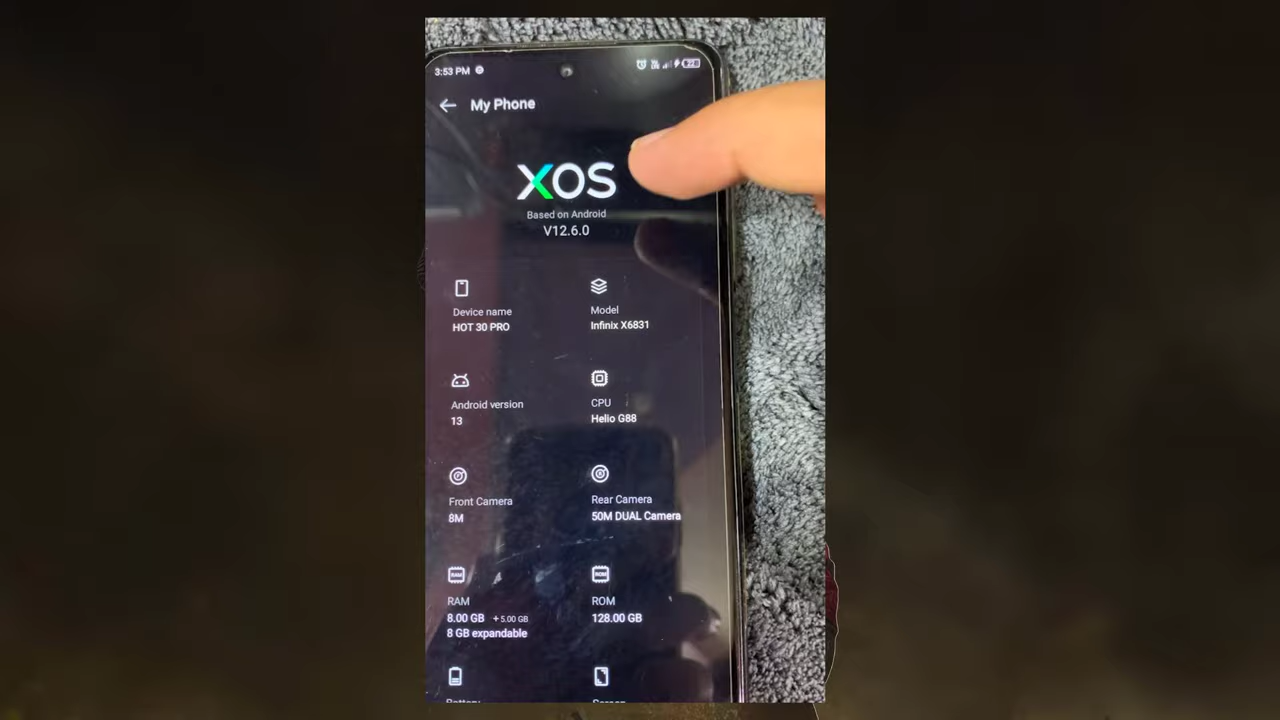 3:53 PM
My Phone
XOS
Based on Android
V12.6.0
Device name
HOT 30 PRO
Model
Infinix X6831
Android version
13
CPU
Helio G88
Front Camera
8M
Rear Camera
50M DUAL Camera
RAM
8.00 GB +5.00 GB
8 GB expandable
ROM
128.00 GB
Battery
Screen